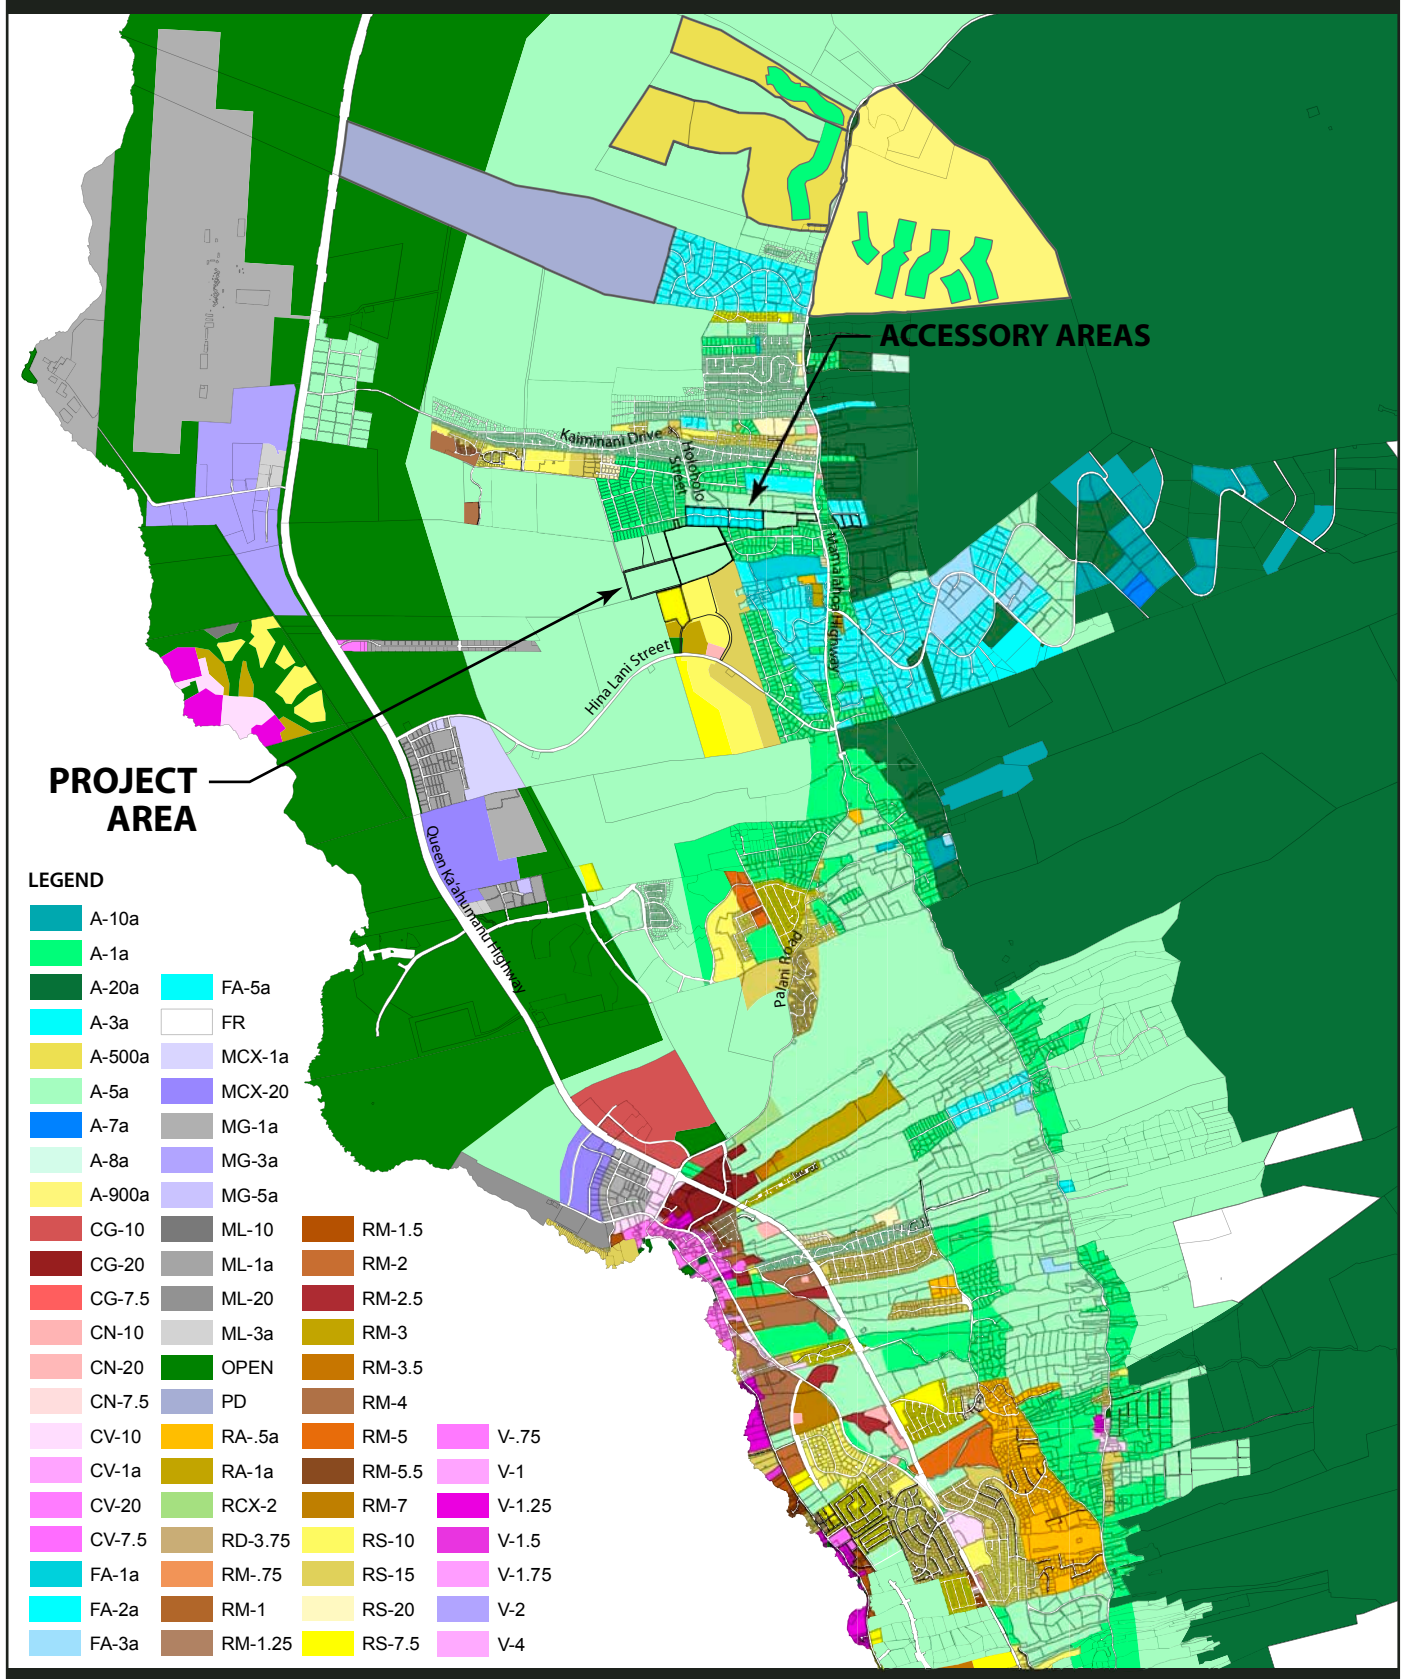 ACCESSORY AREAS
Kaiminani Drive
Holoholo
Street
Mamalahoa Highway
Hina Lani Street
PROJECT
AREA
Queen Ka'ahumanu Highway
Palani Road
LEGEND
A-10a
A-1a
A-20a
A-3a
A-500a
A-5a
A-7a
A-8a
A-900a
CG-10
CG-20
CG-7.5
CN-10
CN-20
CN-7.5
CV-10
CV-1a
CV-20
CV-7.5
FA-1a
FA-2a
FA-3a
FA-5a
FR
MCX-1a
MCX-20
MG-1a
MG-3a
MG-5a
ML-10
ML-1a
ML-20
ML-3a
OPEN
PD
RA-.5a
RA-1a
RCX-2
RD-3.75
RM-.75
RM-1
RM-1.25
RM-1.5
RM-2
RM-2.5
RM-3
RM-3.5
RM-4
RM-5
RM-5.5
RM-7
RS-10
RS-15
RS-20
RS-7.5
V-.75
V-1
V-1.25
V-1.5
V-1.75
V-2
V-4